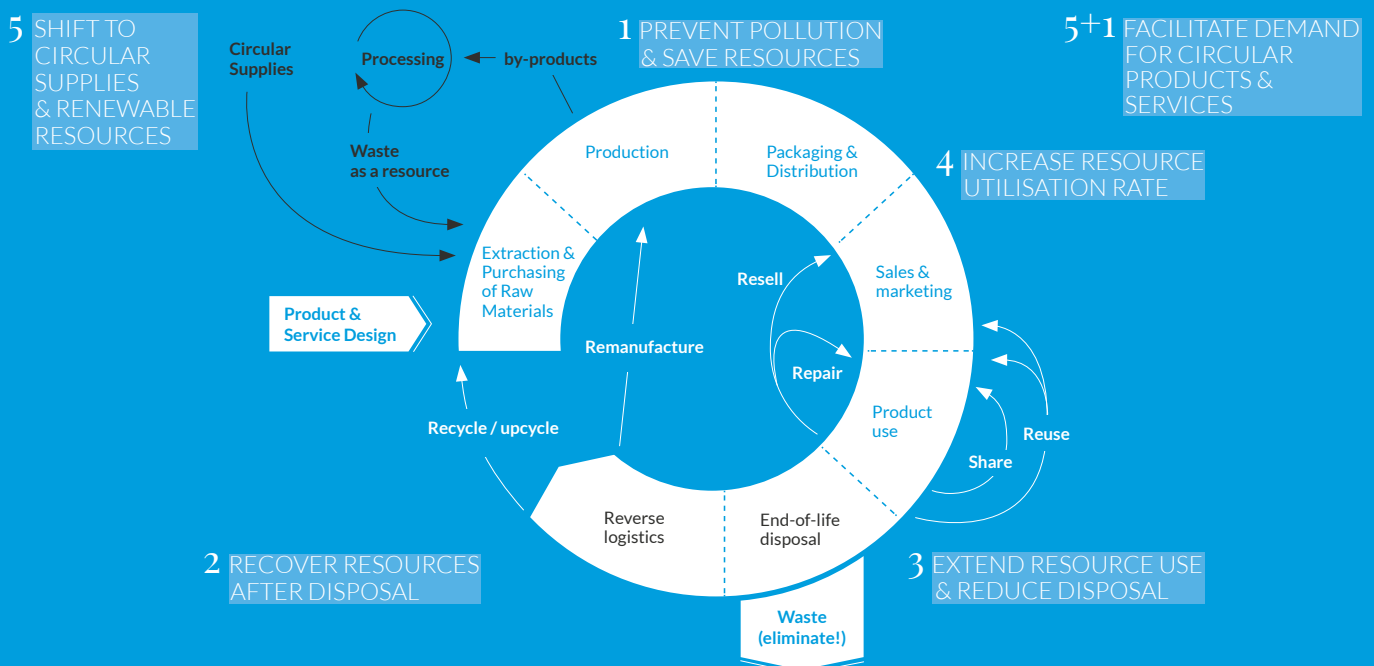 5 SHIFT TO
CIRCULAR
SUPPLIES
& RENEWABLE
RESOURCES
Circular
Supplies
Processing
by-products
Waste
as a resource
1 PREVENT POLLUTION
& SAVE RESOURCES
5+1 FACILITATE DEMAND
FOR CIRCULAR
PRODUCTS &
SERVICES
Production
Packaging &
Distribution
4 INCREASE RESOURCE
UTILISATION RATE
Extraction &
Purchasing
of Raw
Materials
Resell
Sales &
marketing
Product &
Service Design
Remanufacture
Repair
Product
use
Recycle / upcycle
Reuse
Share
Reverse
logistics
End-of-life
disposal
2 RECOVER RESOURCES
AFTER DISPOSAL
3 EXTEND RESOURCE USE
& REDUCE DISPOSAL
Waste
(eliminate!)